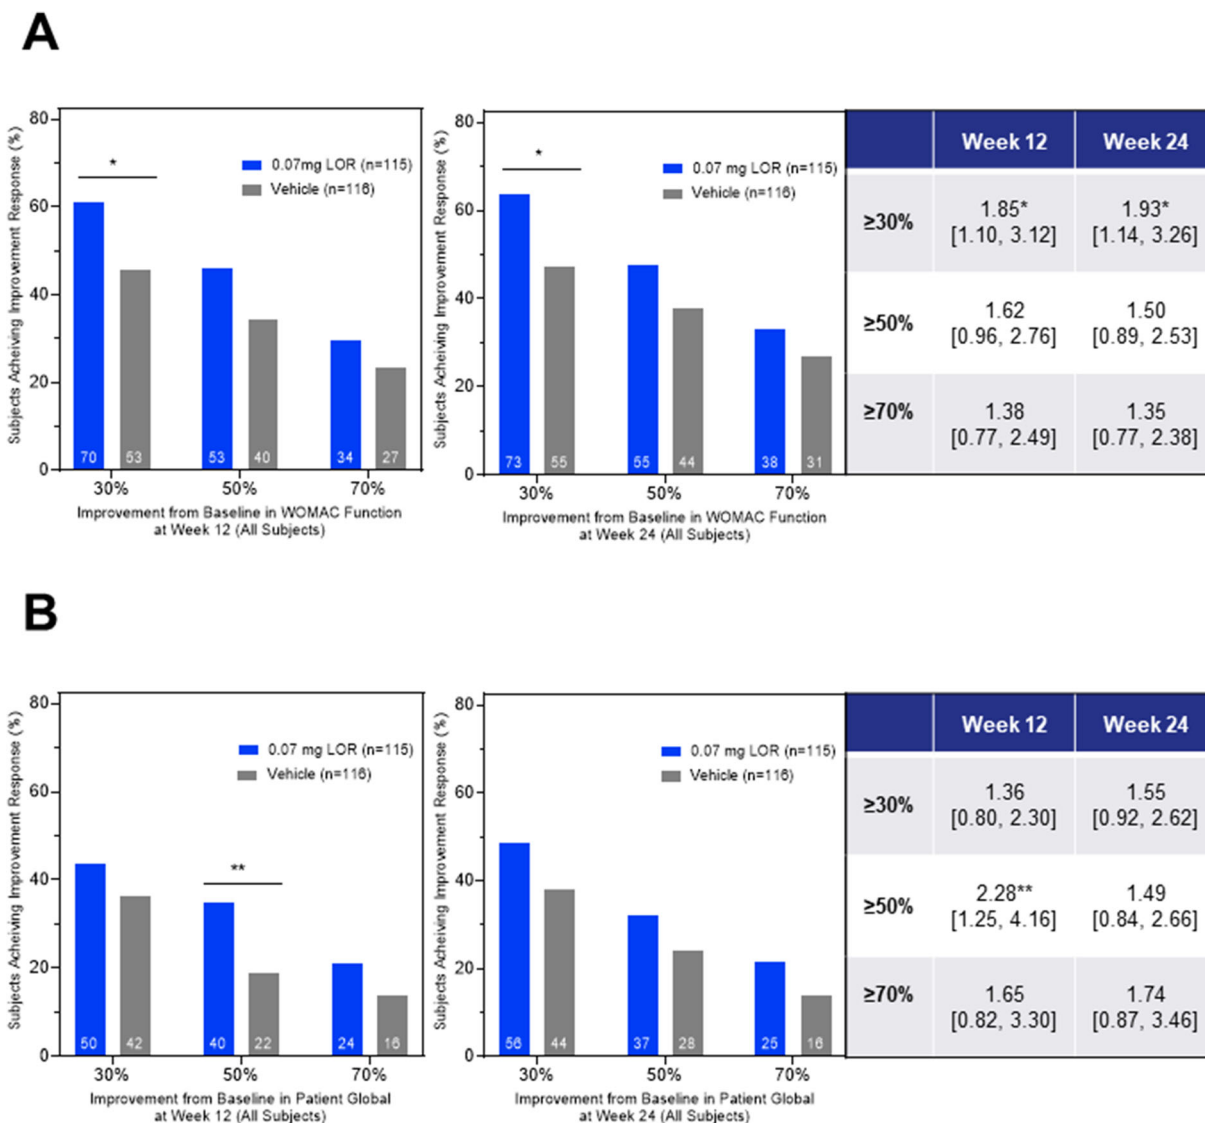 A
Subjects Acheiving Improvement Response (%)
80
60
40
20
0
*
0.07mg LOR (n=115)
Vehicle (n=116)
70
53
53
40
34
27
30%
50%
70%
Improvement from Baseline in WOMAC Function
at Week 12 (All Subjects)
Subjects Acheiving Improvement Response (%)
80
60
40
20
0
*
0.07mg LOR (n=115)
Vehicle (n=116)
73
55
55
44
38
31
30%
50%
70%
Improvement from Baseline in WOMAC Function
at Week 24 (All Subjects)
Week 12 Week 24
≥30% 1.85* 1.93*
[1.10, 3.12] [1.14, 3.26]
≥50% 1.62 1.50
[0.96, 2.76] [0.89, 2.53]
≥70% 1.38 1.35
[0.77, 2.49] [0.77, 2.38]
B
Subjects Acheiving Improvement Response (%)
80
60
40
20
0
**
0.07 mg LOR (n=115)
Vehicle (n=116)
50
42
40
22
24
16
30%
50%
70%
Improvement from Baseline in Patient Global
at Week 12 (All Subjects)
Subjects Acheiving Improvement Response (%)
80
60
40
20
0
0.07 mg LOR (n=115)
Vehicle (n=116)
56
44
37
28
25
16
30%
50%
70%
Improvement from Baseline in Patient Global
at Week 24 (All Subjects)
Week 12 Week 24
≥30% 1.36 1.55
[0.80, 2.30] [0.92, 2.62]
≥50% 2.28** 1.49
[1.25, 4.16] [0.84, 2.66]
≥70% 1.65 1.74
[0.82, 3.30] [0.87, 3.46]